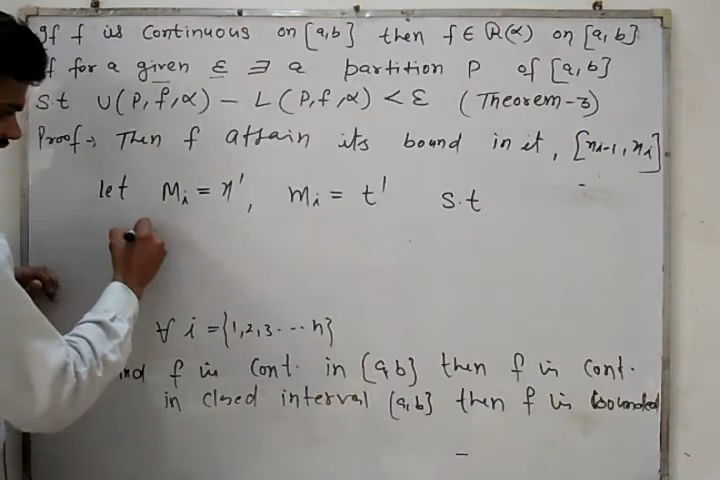 If f is continuous on [a,b] then f ∈ R(α) on [a, b]
if for a given ε ∃ a partition P of [a, b]
s.t U(P, f, α) - L(P, f, α) < ε (Theorem-3)
Proof → Then f attain its bound in it, [x_{i-1}, x_i]
let M_i = x', m_i = t' s.t
∀ i = {1,2,3.....n}
f is cont. in [a,b] then f is cont.
in closed interval [a,b] then f is bounded